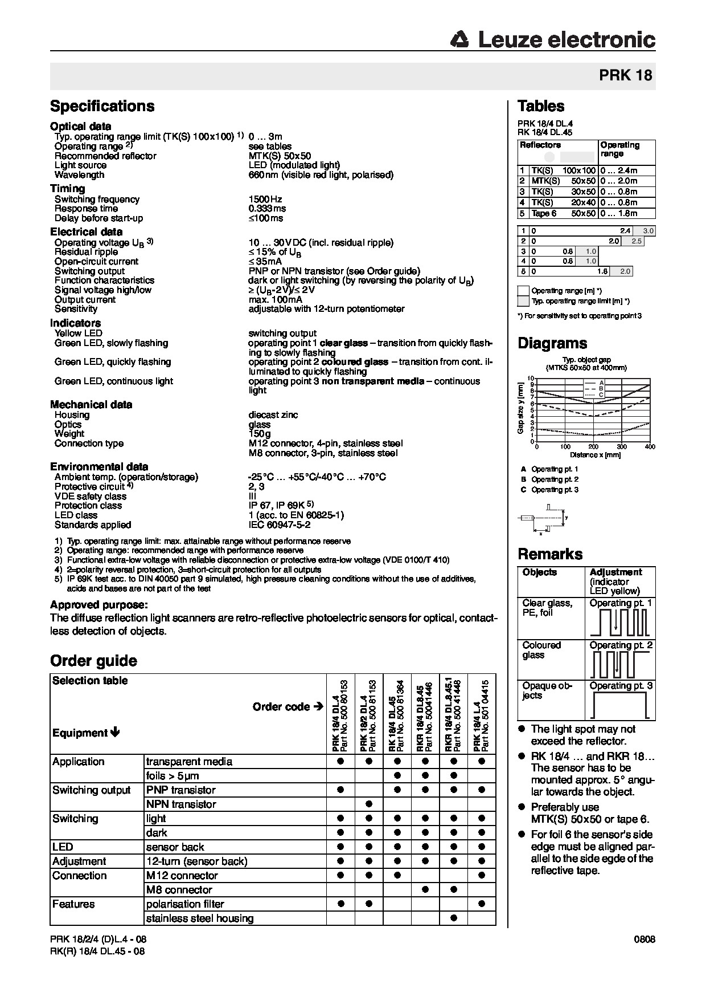 Leuze electronic
PRK 18
Specifications
Optical data
Typ. operating range limit (TK(S) 100x100) 1) 0 … 3m
Operating range 2) see tables
Recommended reflector MTK(S) 50x50
Light source LED (modulated light)
Wavelength 660nm (visible red light, polarised)
Timing
Switching frequency 1500Hz
Response time 0.333ms
Delay before start-up ≤100ms
Electrical data
Operating voltage UB 3) 10 … 30VDC (incl. residual ripple)
Residual ripple ≤ 15% of UB
Open-circuit current ≤ 35mA
Switching output PNP or NPN transistor (see Order guide)
Function characteristics dark or light switching (by reversing the polarity of UB)
Signal voltage high/low ≥ (UB-2V)/≤ 2V
Output current max. 100mA
Sensitivity adjustable with 12-turn potentiometer
Indicators
Yellow LED switching output
Green LED, slowly flashing operating point 1 clear glass – transition from quickly flash-
ing to slowly flashing
Green LED, quickly flashing operating point 2 coloured glass – transition from cont. il-
luminated to quickly flashing
Green LED, continuous light operating point 3 non transparent media – continuous
light
Mechanical data
Housing diecast zinc
Optics glass
Weight 150g
Connection type M12 connector, 4-pin, stainless steel
M8 connector, 3-pin, stainless steel
Environmental data
Ambient temp. (operation/storage) -25°C … +55°C/-40°C … +70°C
Protective circuit 4) 2, 3
VDE safety class III
Protection class IP 67, IP 69K 5)
LED class 1 (acc. to EN 60825-1)
Standards applied IEC 60947-5-2
1) Typ. operating range limit: max. attainable range without performance reserve
2) Operating range: recommended range with performance reserve
3) Functional extra-low voltage with reliable disconnection or protective extra-low voltage (VDE 0100/T 410)
4) 2=polarity reversal protection, 3=short-circuit protection for all outputs
5) IP 69K test acc. to DIN 40050 part 9 simulated, high pressure cleaning conditions without the use of additives,
acids and bases are not part of the test
Approved purpose:
The diffuse reflection light scanners are retro-reflective photoelectric sensors for optical, contact-
less detection of objects.
Order guide
Selection table
Order code ➔
Equipment
PRK 18/4 DL.4
Part No. 500 80153
PRK 18/2 DL.4
Part No. 500 81153
RK 18/4 DL.45
Part No. 500 81364
RKR 18/4 DL8.45
Part No. 50041446
RKR 18/4 DL.8.45.1
Part No. 500 41448
PRK 18/4 L.4
Part No. 501 04415
Application transparent media ● ● ● ● ● ●
foils > 5µm ● ● ●
Switching output PNP transistor ● ● ● ● ●
NPN transistor ●
Switching light ● ● ● ● ● ●
dark ● ● ● ● ● ●
LED sensor back ● ● ● ● ● ●
Adjustment 12-turn (sensor back) ● ● ● ● ● ●
Connection M12 connector ● ● ● ●
M8 connector ● ●
Features polarisation filter ● ● ●
stainless steel housing ●
Tables
PRK 18/4 DL.4
RK 18/4 DL.45
Reflectors Operating
range
1 TK(S) 100x100 0 … 2.4m
2 MTK(S) 50x50 0 … 2.0m
3 TK(S) 30x50 0 … 0.8m
4 TK(S) 20x40 0 … 0.8m
5 Tape 6 50x50 0 … 1.8m
1 0 2.4 3.0
2 0 2.0 2.5
3 0 0.8 1.0
4 0 0.8 1.0
5 0 1.8 2.0
Operating range [m] *)
Typ. operating range limit [m] *)
*) For sensitivity set to operating point 3
Diagrams
Typ. object gap
(MTKS 50x50 at 400mm)
Gap size y [mm]
10
9
8
7
6
5
4
3
2
1
0
A
B
C
0 100 200 300 400
Distance x [mm]
A Operating pt. 1
B Operating pt. 2
C Operating pt. 3
y
x
Remarks
Objects Adjustment
(indicator
LED yellow)
Clear glass, Operating pt. 1
PE, foil
Coloured Operating pt. 2
glass
Opaque ob- Operating pt. 3
jects
● The light spot may not
exceed the reflector.
● RK 18/4 … and RKR 18…
The sensor has to be
mounted approx. 5° angu-
lar towards the object.
● Preferably use
MTK(S) 50x50 or tape 6.
● For foil 6 the sensor's side
edge must be aligned par-
allel to the side egde of the
reflective tape.
PRK 18/2/4 (D)L.4 - 08 0808
RK(R) 18/4 DL.45 - 08